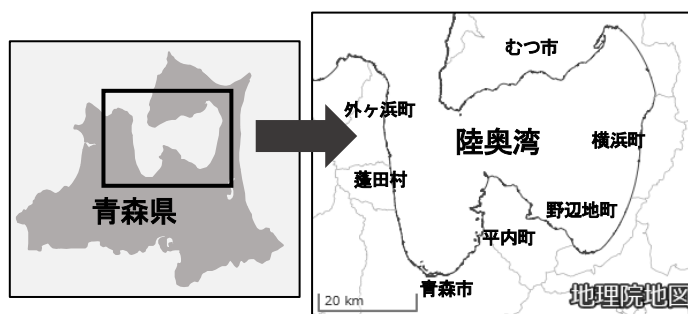 青森県
むつ市
外ヶ浜町
陸奥湾
横浜町
蓬田村
野辺地町
平内町
青森市
20 km
地理院地図